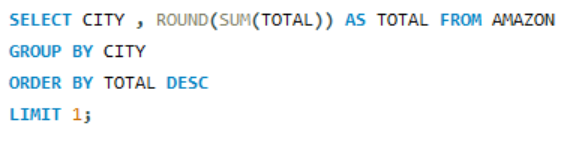 SELECT CITY , ROUND(SUM(TOTAL)) AS TOTAL FROM AMAZON
GROUP BY CITY
ORDER BY TOTAL DESC
LIMIT 1;